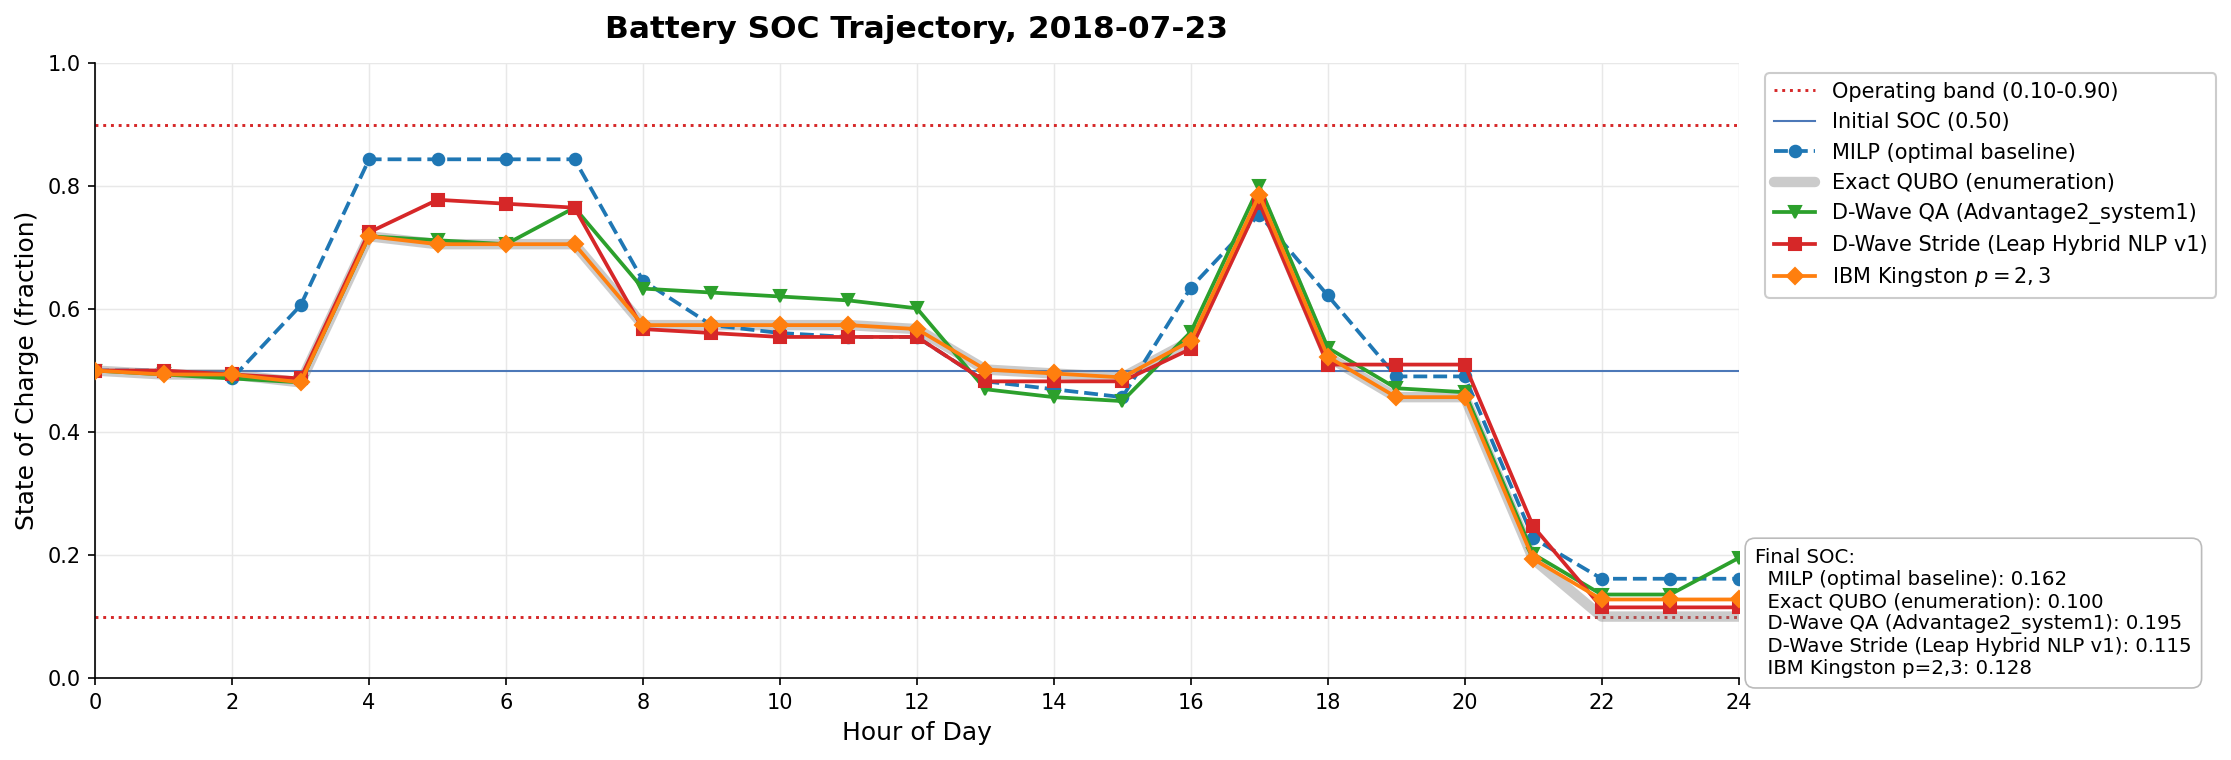 Battery SOC Trajectory, 2018-07-23
State of Charge (fraction)
1.0
0.8
0.6
0.4
0.2
0.0
0 2 4 6 8 10 12 14 16 18 20 22 24
Hour of Day
Operating band (0.10-0.90)
Initial SOC (0.50)
MILP (optimal baseline)
Exact QUBO (enumeration)
D-Wave QA (Advantage2_system1)
D-Wave Stride (Leap Hybrid NLP v1)
IBM Kingston p = 2, 3
Final SOC:
MILP (optimal baseline): 0.162
Exact QUBO (enumeration): 0.100
D-Wave QA (Advantage2_system1): 0.195
D-Wave Stride (Leap Hybrid NLP v1): 0.115
IBM Kingston p=2,3: 0.128